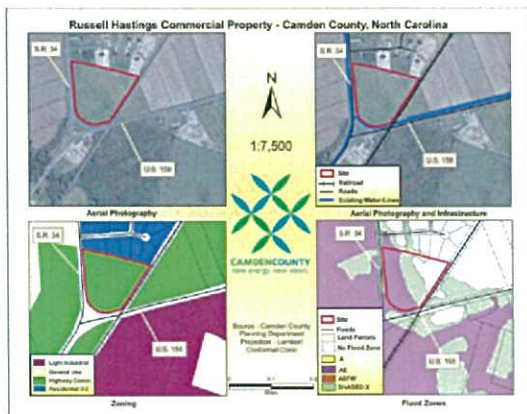 Russell Hastings Commercial Property - Camden County, North Carolina
S.R. 34
U.S. 158
Aerial Photography
N
1:7,500
CAMDENCOUNTY
new energy. new vision.
Source - Camden County
Planning Department
Projection - Lambert
Conformal Conic
S.R. 34
U.S. 158
Site
Railroad
Roads
Existing Water Lines
Aerial Photography and Infrastructure
S.R. 34
U.S. 158
Light Industrial
General Use
Highway Comm.
Zoning
S.R. 34
U.S. 158
Site
Roads
Land Parcels
No Flood Zone
A
AE
AEFW
SHADED X
Flood Zones